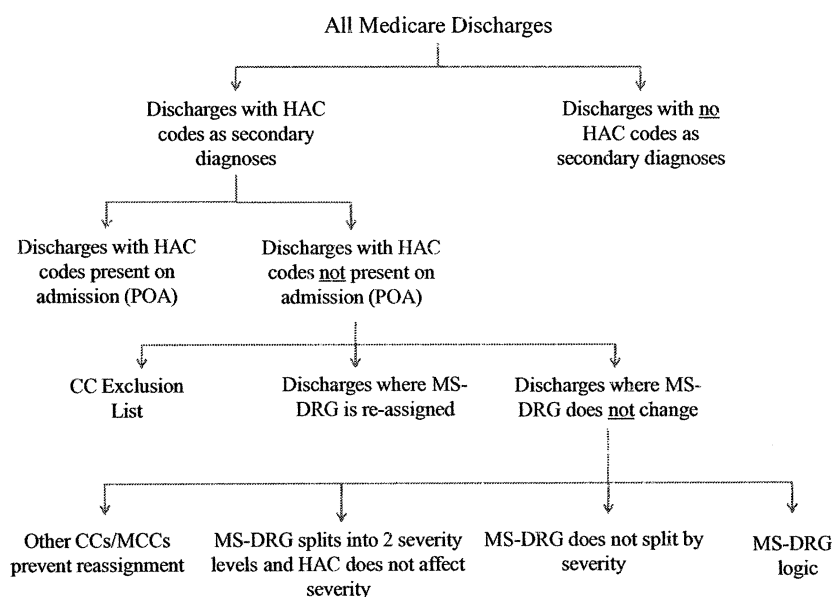 All Medicare Discharges
Discharges with HAC
codes as secondary
diagnoses
Discharges with no
HAC codes as
secondary diagnoses
Discharges with HAC
codes present on
admission (POA)
Discharges with HAC
codes not present on
admission (POA)
CC Exclusion
List
Discharges where MS-
DRG is re-assigned
Discharges where MS-
DRG does not change
Other CCs/MCCs
prevent reassignment
MS-DRG splits into 2 severity
levels and HAC does not affect
severity
MS-DRG does not split by
severity
MS-DRG
logic